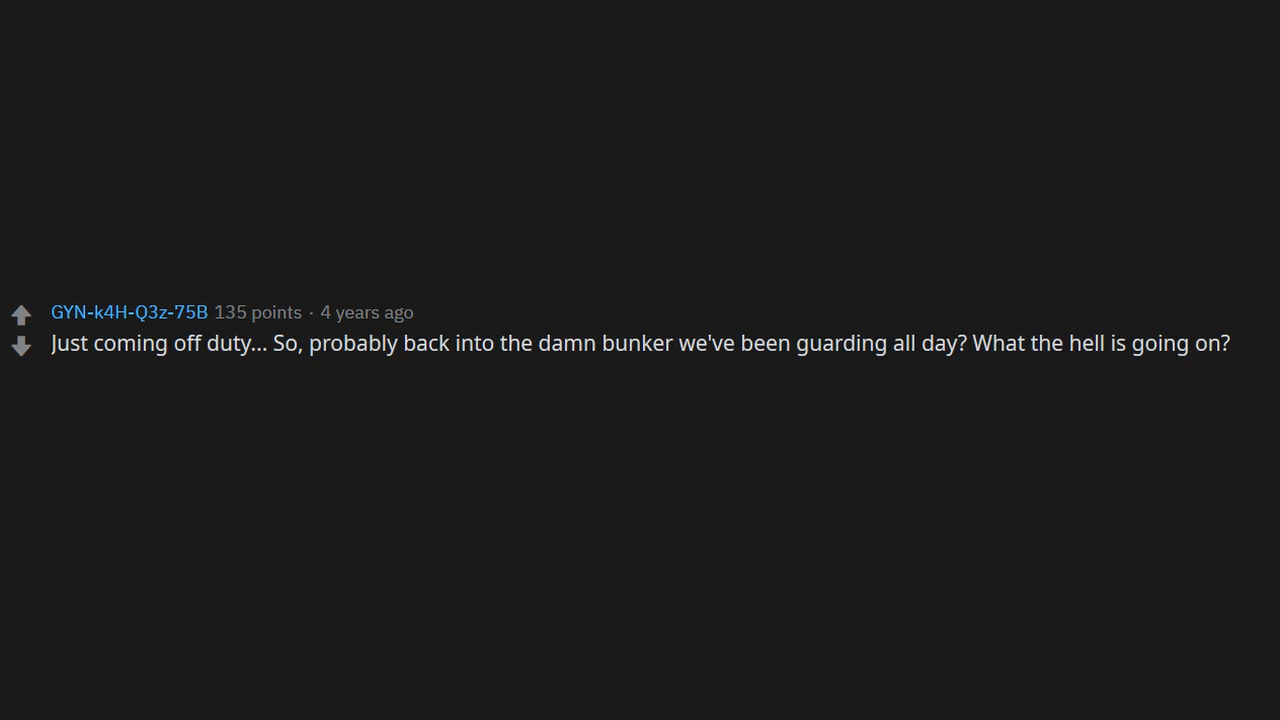 GYN-k4H-Q3z-75B 135 points · 4 years ago
Just coming off duty... So, probably back into the damn bunker we've been guarding all day? What the hell is going on?